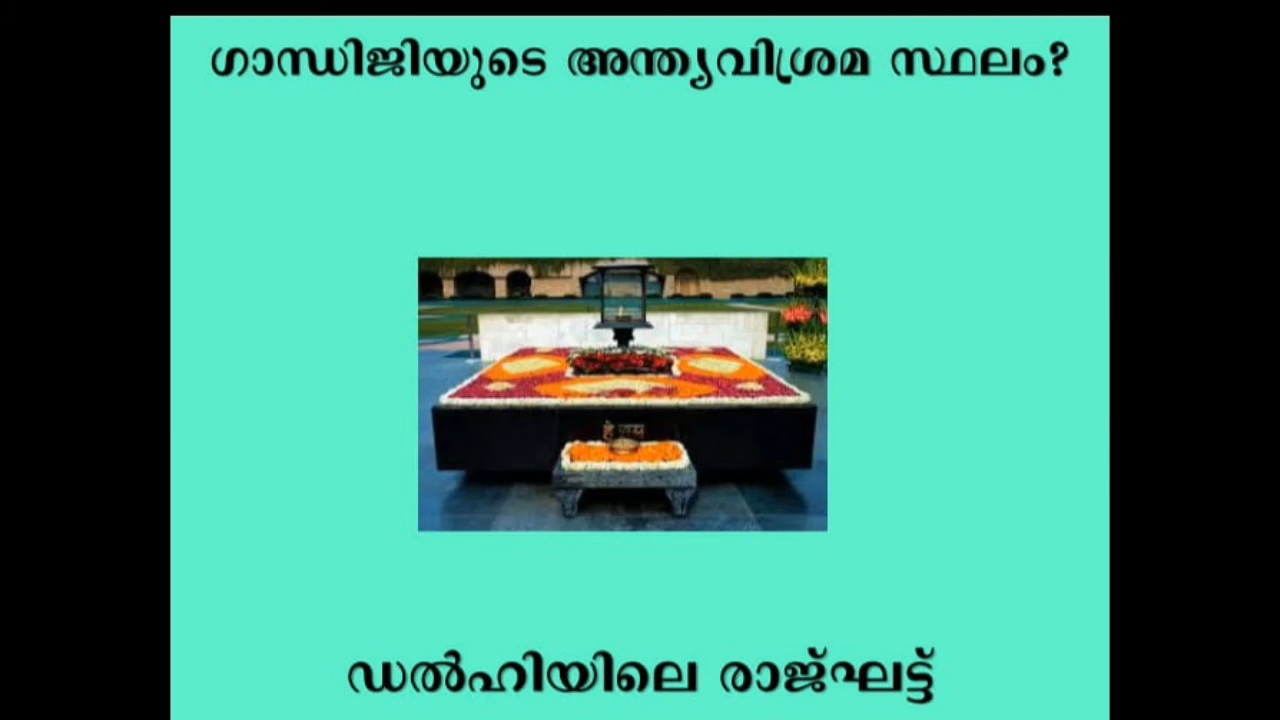 ഗാന്ധിജിയുടെ അന്ത്യവിശ്രമ സ്ഥലം?
हे राम
ഡൽഹിയിലെ രാജ്ഘട്ട്